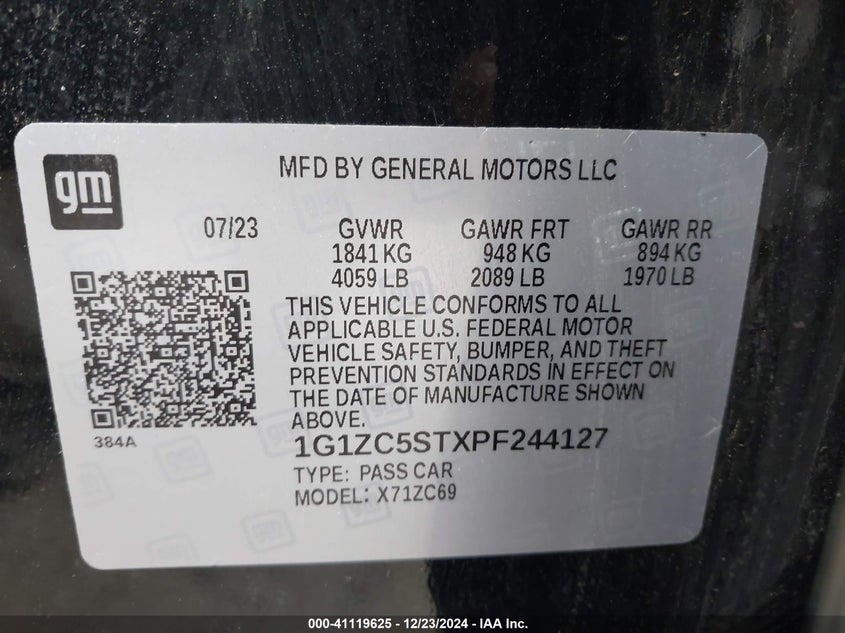 gm
MFD BY GENERAL MOTORS LLC
07/23 GVWR GAWR FRT GAWR RR
1841 KG 948 KG 894 KG
4059 LB 2089 LB 1970 LB
THIS VEHICLE CONFORMS TO ALL
APPLICABLE U.S. FEDERAL MOTOR
VEHICLE SAFETY, BUMPER, AND THEFT
PREVENTION STANDARDS IN EFFECT ON
THE DATE OF MANUFACTURE SHOWN
ABOVE.
384A
1G1ZC5STXPF244127
TYPE: PASS CAR
MODEL: X71ZC69
000-41119625 - 12/23/2024 - IAA Inc.